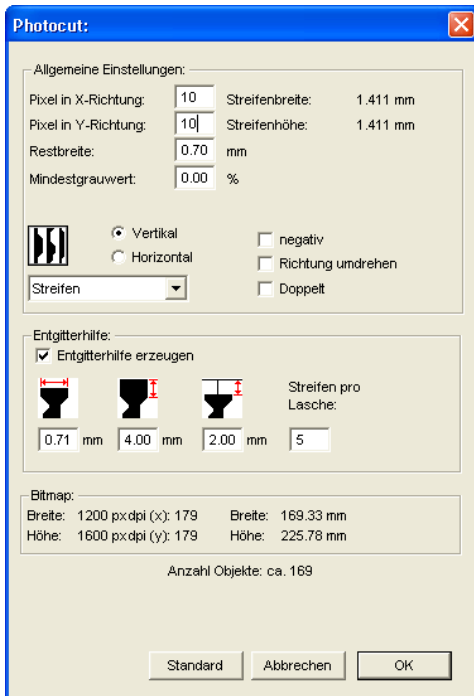 Photocut:
Allgemeine Einstellungen:
Pixel in X-Richtung: 10 Streifenbreite: 1.411 mm
Pixel in Y-Richtung: 10 Streifenhöhe: 1.411 mm
Restbreite: 0.70 mm
Mindestgrauwert: 0.00 %
Vertikal
Horizontal
negativ
Richtung umdrehen
Streifen
Doppelt
Entgitterhilfe:
Entgitterhilfe erzeugen
Streifen pro
Lasche:
0.71 mm 4.00 mm 2.00 mm 5
Bitmap:
Breite: 1200 px dpi (x): 179 Breite: 169.33 mm
Höhe: 1600 px dpi (y): 179 Höhe: 225.78 mm
Anzahl Objekte: ca. 169
Standard Abbrechen OK